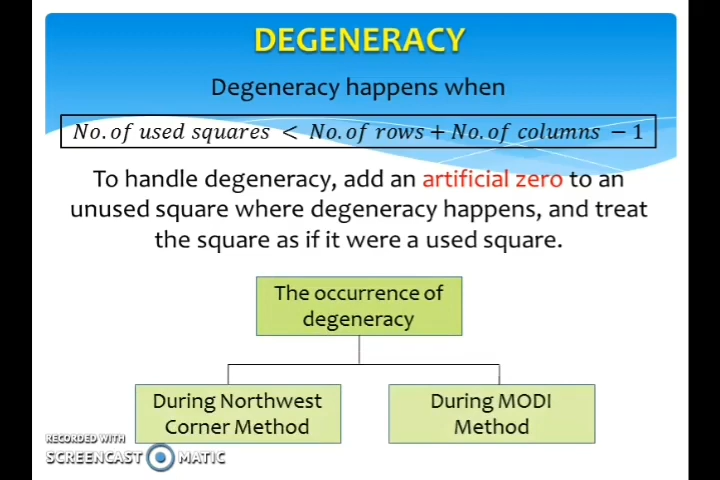 DEGENERACY
Degeneracy happens when
No. of used squares < No. of rows + No. of columns − 1
To handle degeneracy, add an artificial zero to an
unused square where degeneracy happens, and treat
the square as if it were a used square.
The occurrence of
degeneracy
During Northwest
Corner Method
During MODI
Method
RECORDED WITH
SCREENCAST MATIC